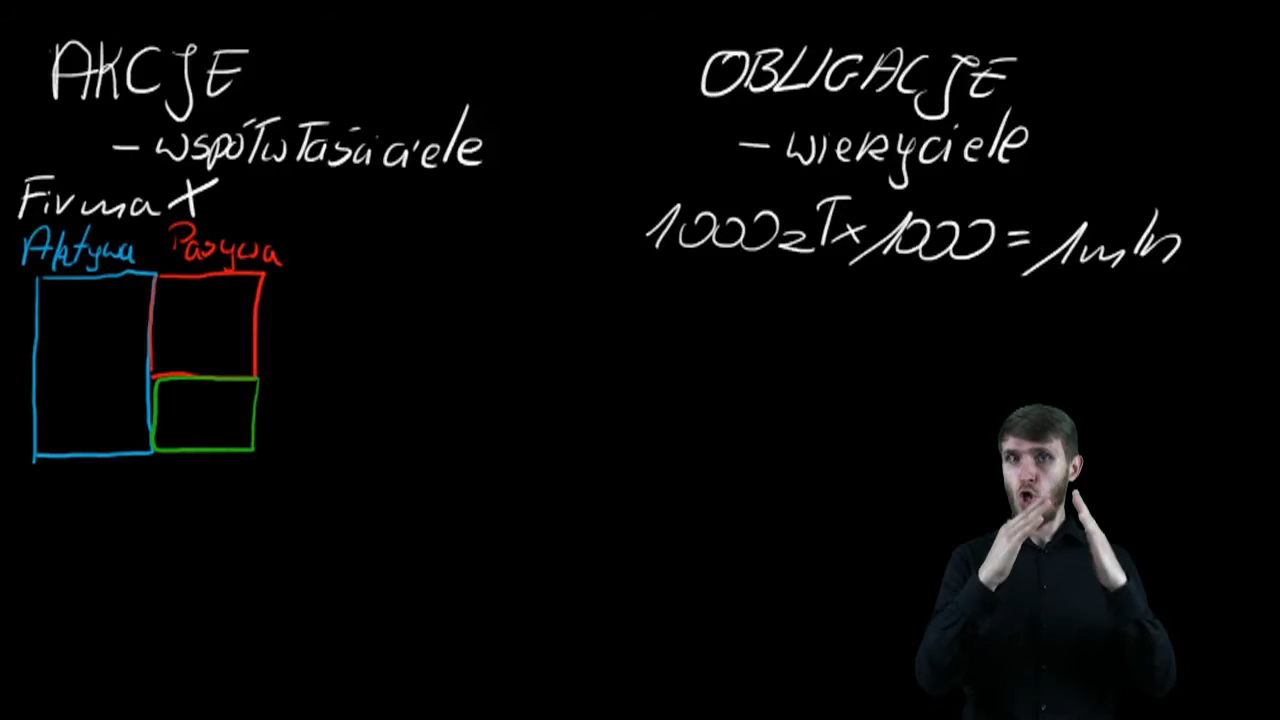 AKCJE
- współwłaściciele
Firma X
Aktywa Pasywa
OBLIGACJE
- wierzyciele
1000zł x 1000 = 1mln